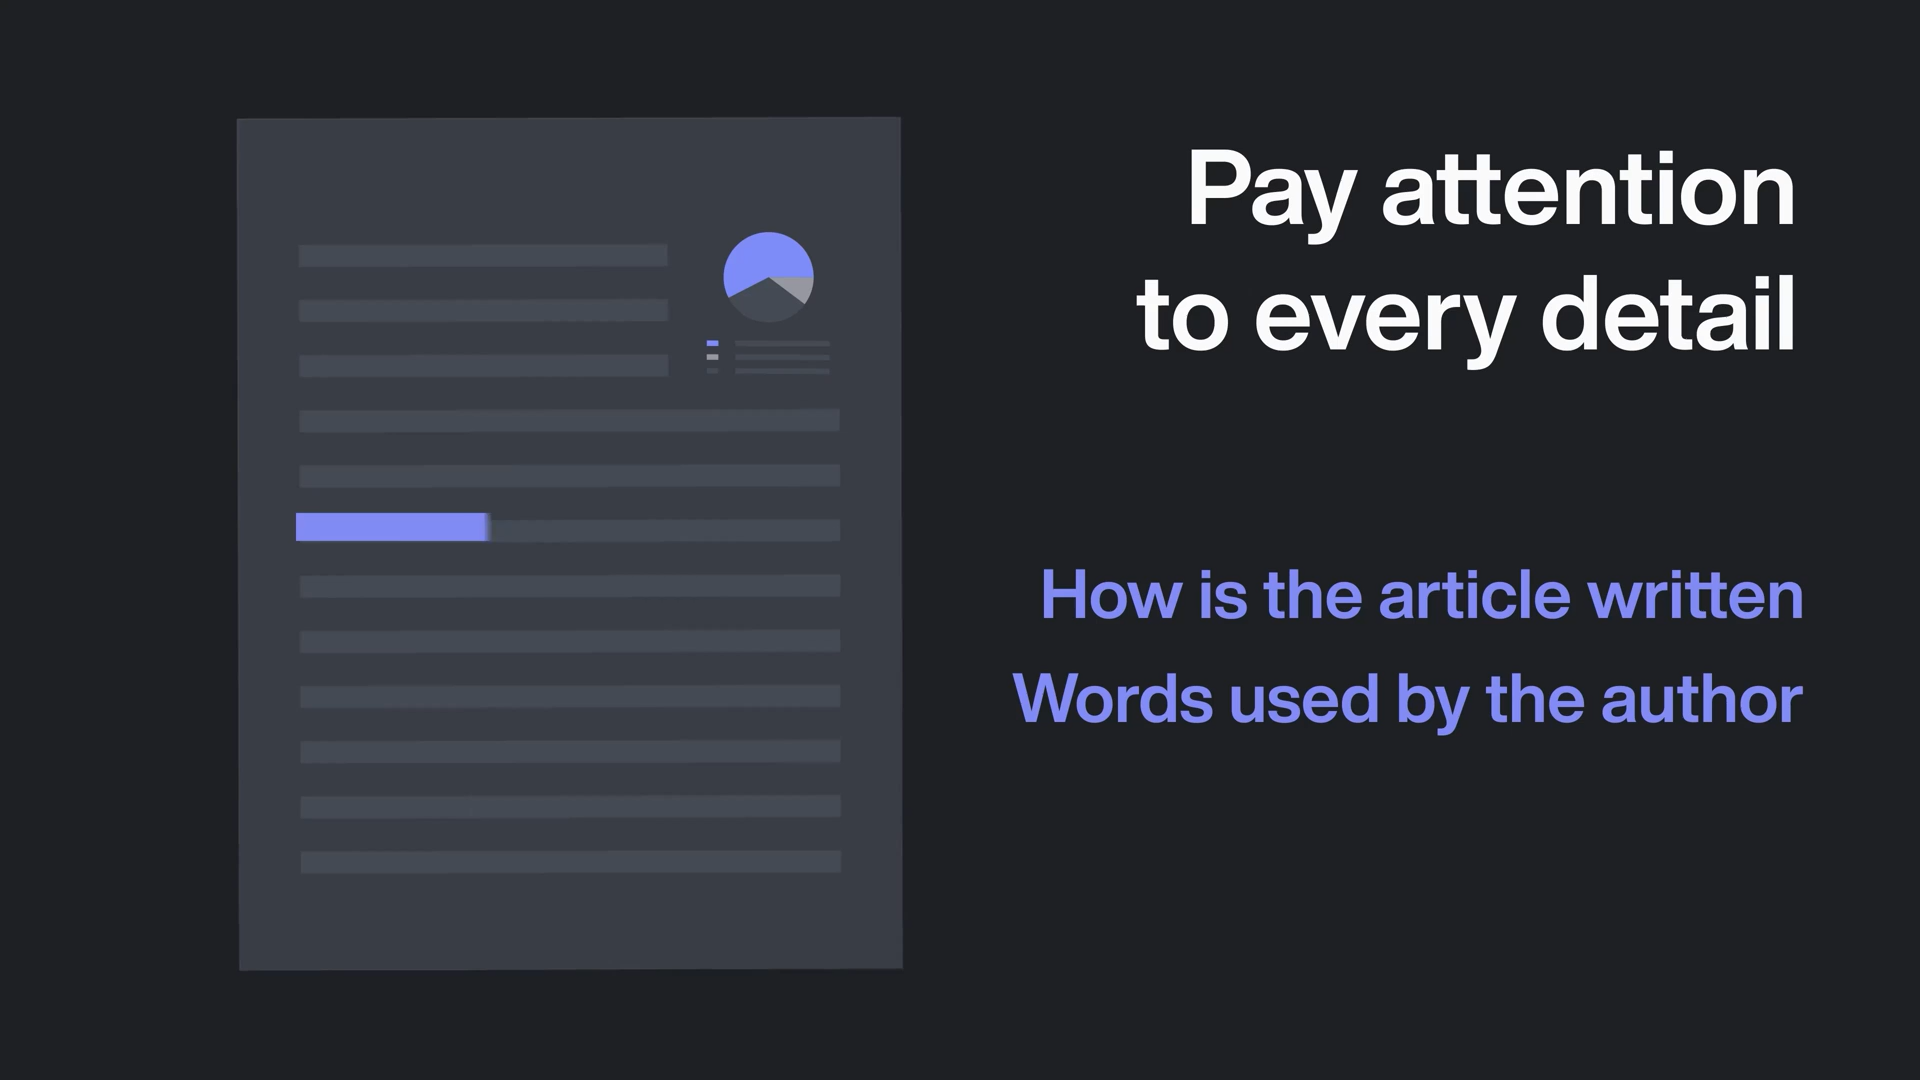 Pay attention
to every detail
How is the article written
Words used by the author